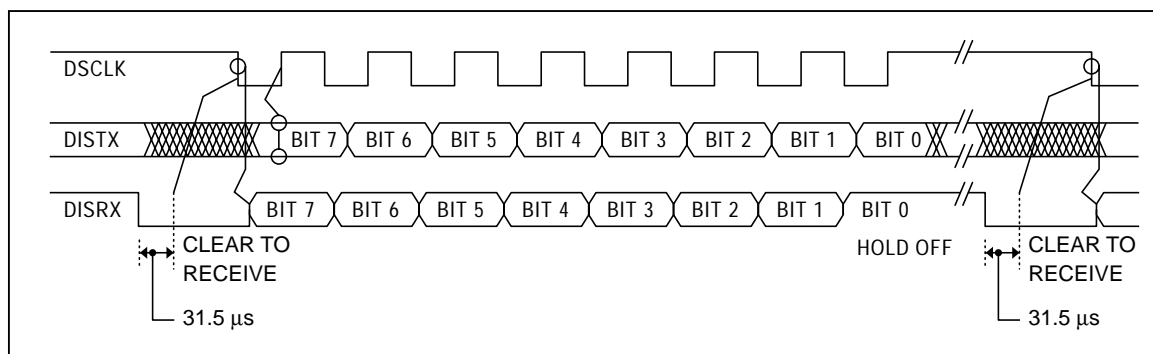 DSCLK
DISTX
BIT 7 BIT 6 BIT 5 BIT 4 BIT 3 BIT 2 BIT 1 BIT 0
DISRX
BIT 7 BIT 6 BIT 5 BIT 4 BIT 3 BIT 2 BIT 1 BIT 0
CLEAR TO
RECEIVE
31.5 µs
HOLD OFF
CLEAR TO
RECEIVE
31.5 µs